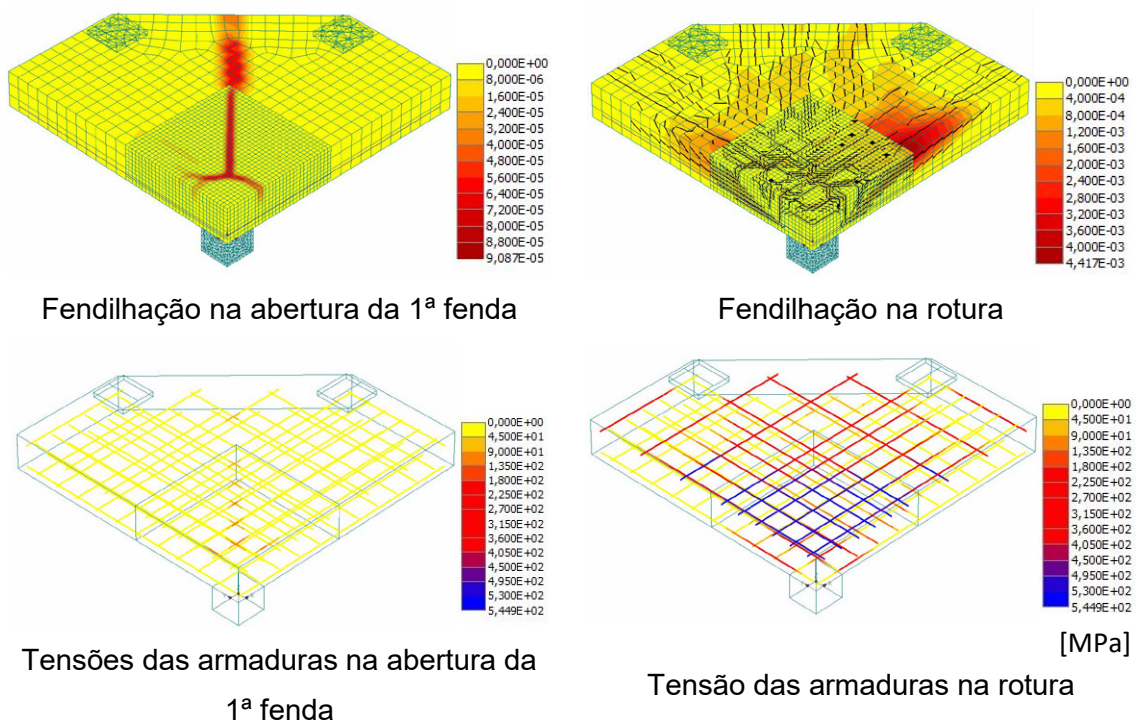 0,000E+00
8,000E-06
1,600E-05
2,400E-05
3,200E-05
4,000E-05
4,800E-05
5,600E-05
6,400E-05
7,200E-05
8,000E-05
8,800E-05
9,087E-05
Fendilhação na abertura da 1ª fenda
0,000E+00
4,000E-04
8,000E-04
1,200E-03
1,600E-03
2,000E-03
2,400E-03
2,800E-03
3,200E-03
3,600E-03
4,000E-03
4,417E-03
Fendilhação na rotura
0,000E+00
4,500E+01
9,000E+01
1,350E+02
1,800E+02
2,250E+02
2,700E+02
3,150E+02
3,600E+02
4,050E+02
4,500E+02
4,950E+02
5,300E+02
5,449E+02
Tensões das armaduras na abertura da
1ª fenda
0,000E+00
4,500E+01
9,000E+01
1,350E+02
1,800E+02
2,250E+02
2,700E+02
3,150E+02
3,600E+02
4,050E+02
4,500E+02
4,950E+02
5,300E+02
5,449E+02
[MPa]
Tensão das armaduras na rotura